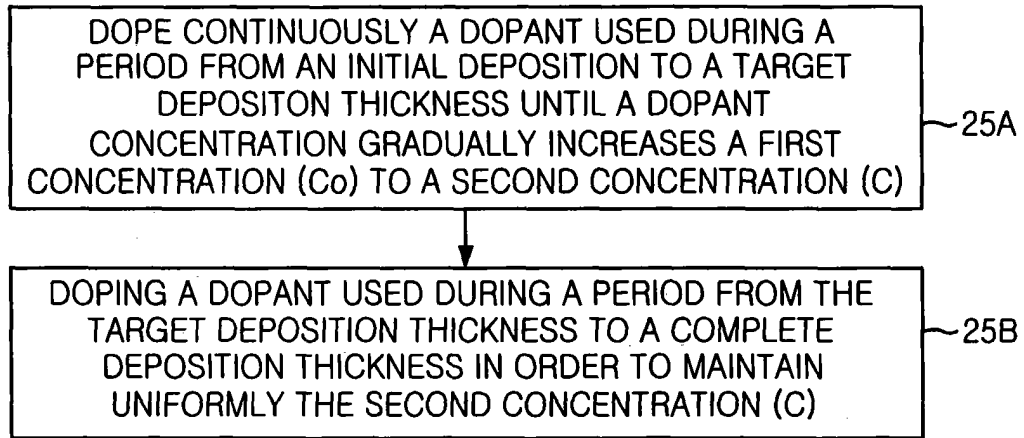 DOPE CONTINUOUSLY A DOPANT USED DURING A
PERIOD FROM AN INITIAL DEPOSITION TO A TARGET
DEPOSITON THICKNESS UNTIL A DOPANT
CONCENTRATION GRADUALLY INCREASES A FIRST
CONCENTRATION (Co) TO A SECOND CONCENTRATION (C)
25A
DOPING A DOPANT USED DURING A PERIOD FROM THE
TARGET DEPOSITION THICKNESS TO A COMPLETE
DEPOSITION THICKNESS IN ORDER TO MAINTAIN
UNIFORMLY THE SECOND CONCENTRATION (C)
25B